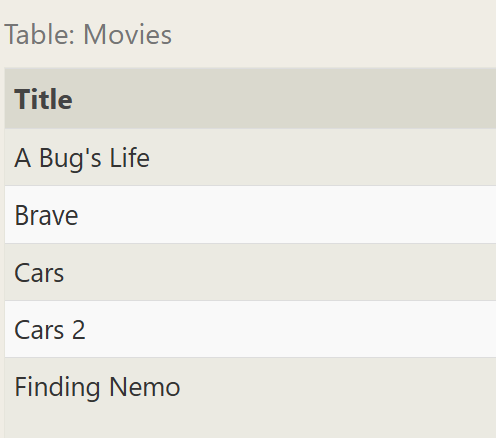 Table: Movies
Title
A Bug's Life
Brave
Cars
Cars 2
Finding Nemo